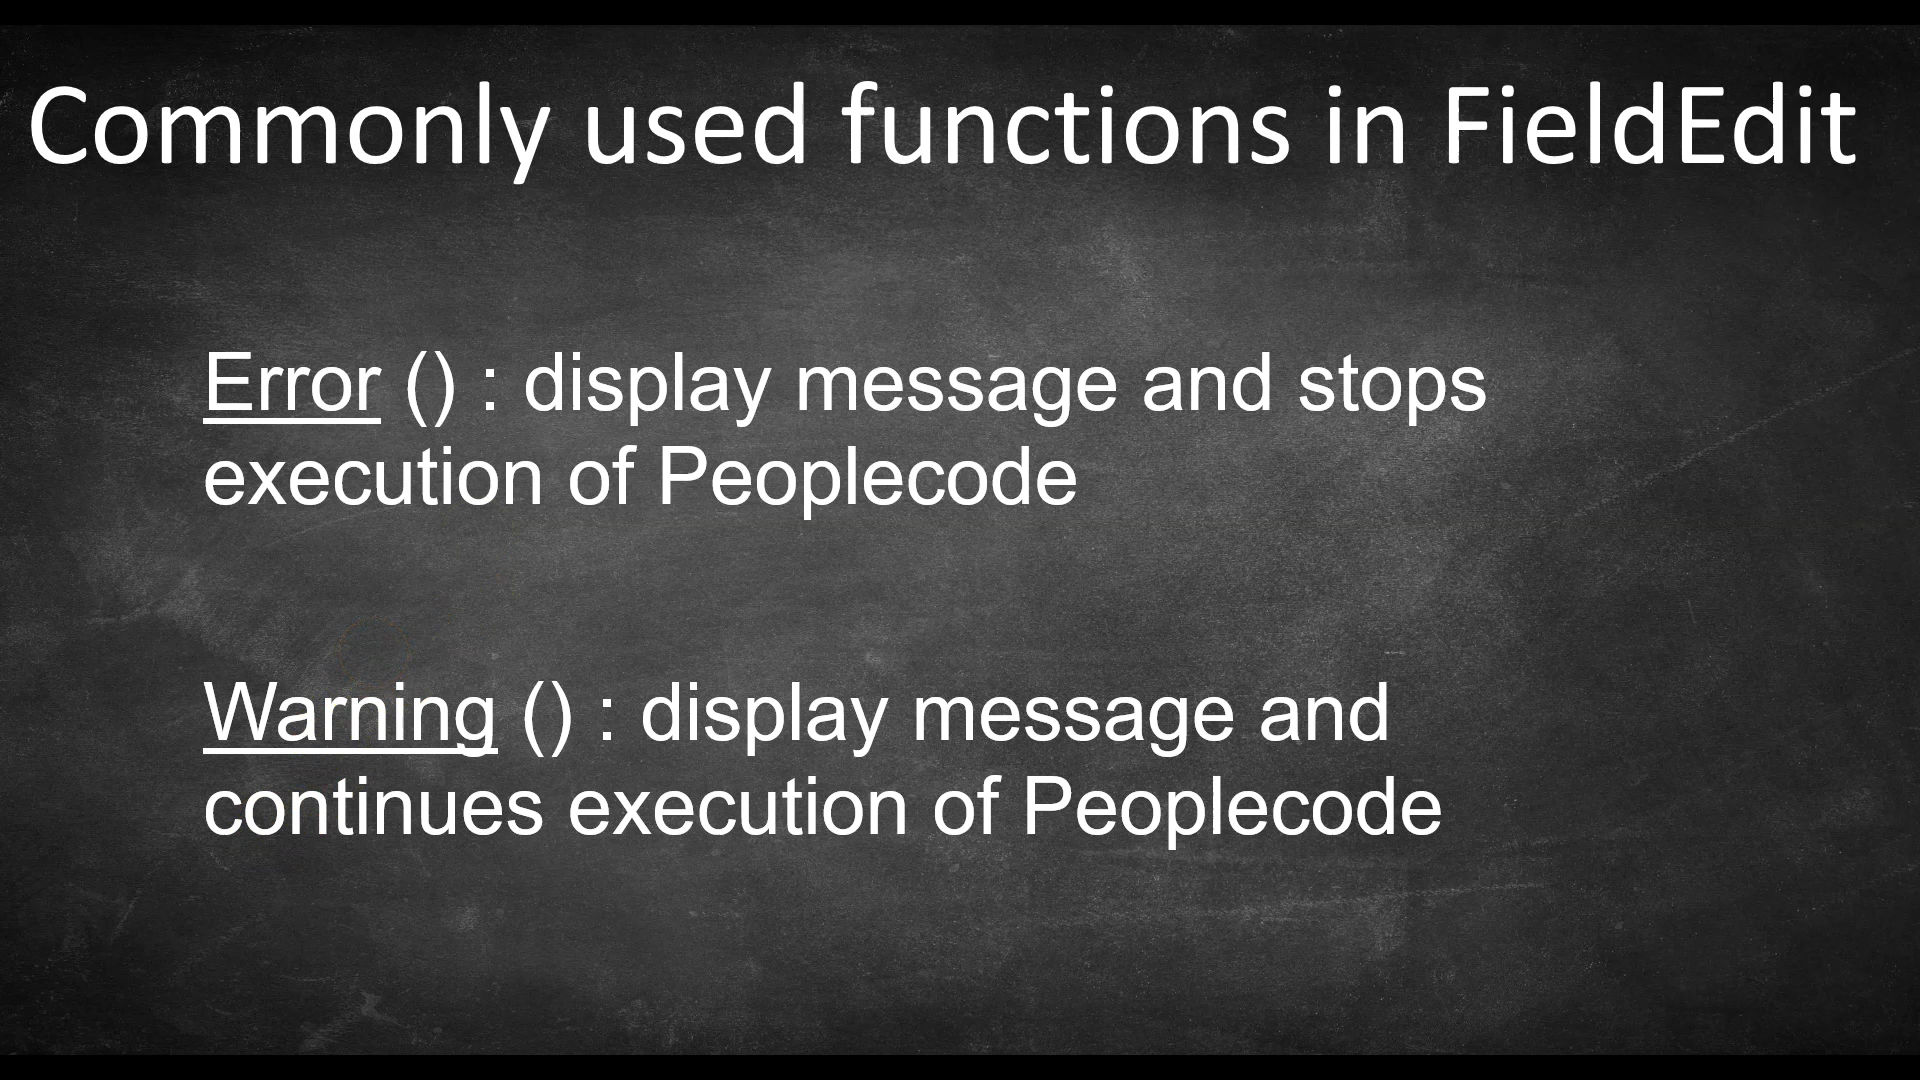 Commonly used functions in FieldEdit
Error () : display message and stops
execution of Peoplecode
Warning () : display message and
continues execution of Peoplecode